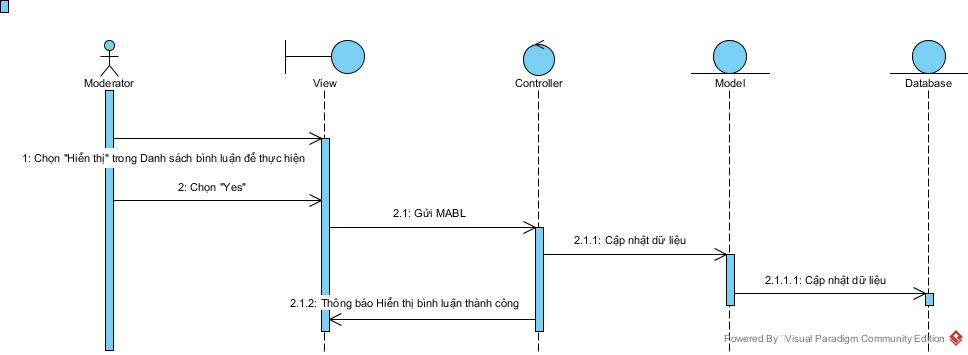 Moderator
View
Controller
Model
Database
1: Chọn "Hiển thị" trong Danh sách bình luận để thực hiện
2: Chọn "Yes"
2.1: Gửi MABL
2.1.1: Cập nhật dữ liệu
2.1.1.1: Cập nhật dữ liệu
2.1.2: Thông báo Hiển thị bình luận thành công
Powered By Visual Paradigm Community Edition